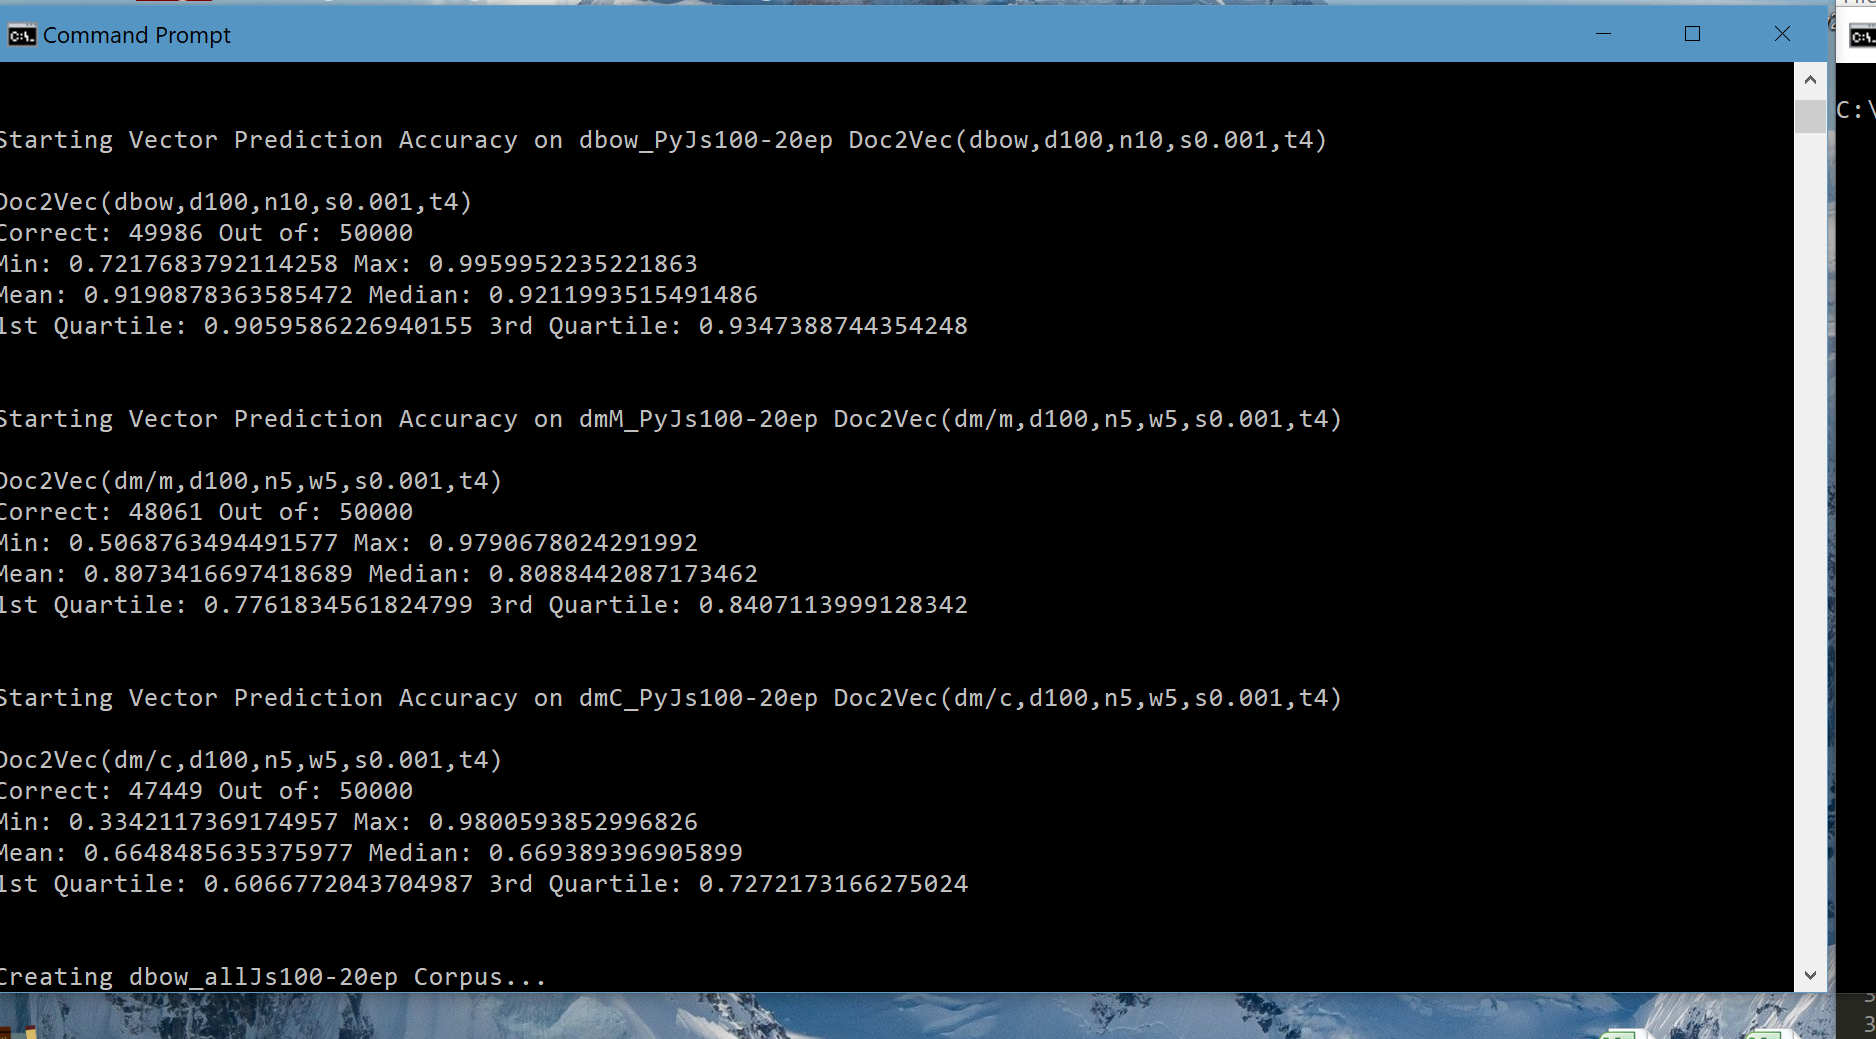 Command Prompt
Starting Vector Prediction Accuracy on dbow_PyJs100-20ep Doc2Vec(dbow,d100,n10,s0.001,t4)
Doc2Vec(dbow,d100,n10,s0.001,t4)
Correct: 49986 Out of: 50000
Min: 0.7217683792114258 Max: 0.9959952235221863
Mean: 0.9190878363585472 Median: 0.9211993515491486
1st Quartile: 0.9059586226940155 3rd Quartile: 0.9347388744354248
Starting Vector Prediction Accuracy on dmM_PyJs100-20ep Doc2Vec(dm/m,d100,n5,w5,s0.001,t4)
Doc2Vec(dm/m,d100,n5,w5,s0.001,t4)
Correct: 48061 Out of: 50000
Min: 0.5068763494491577 Max: 0.9790678024291992
Mean: 0.8073416697418689 Median: 0.8088442087173462
1st Quartile: 0.7761834561824799 3rd Quartile: 0.8407113999128342
Starting Vector Prediction Accuracy on dmC_PyJs100-20ep Doc2Vec(dm/c,d100,n5,w5,s0.001,t4)
Doc2Vec(dm/c,d100,n5,w5,s0.001,t4)
Correct: 47449 Out of: 50000
Min: 0.3342117369174957 Max: 0.9800593852996826
Mean: 0.6648485635375977 Median: 0.669389396905899
1st Quartile: 0.6066772043704987 3rd Quartile: 0.7272173166275024
Creating dbow_allJs100-20ep Corpus...
C:\